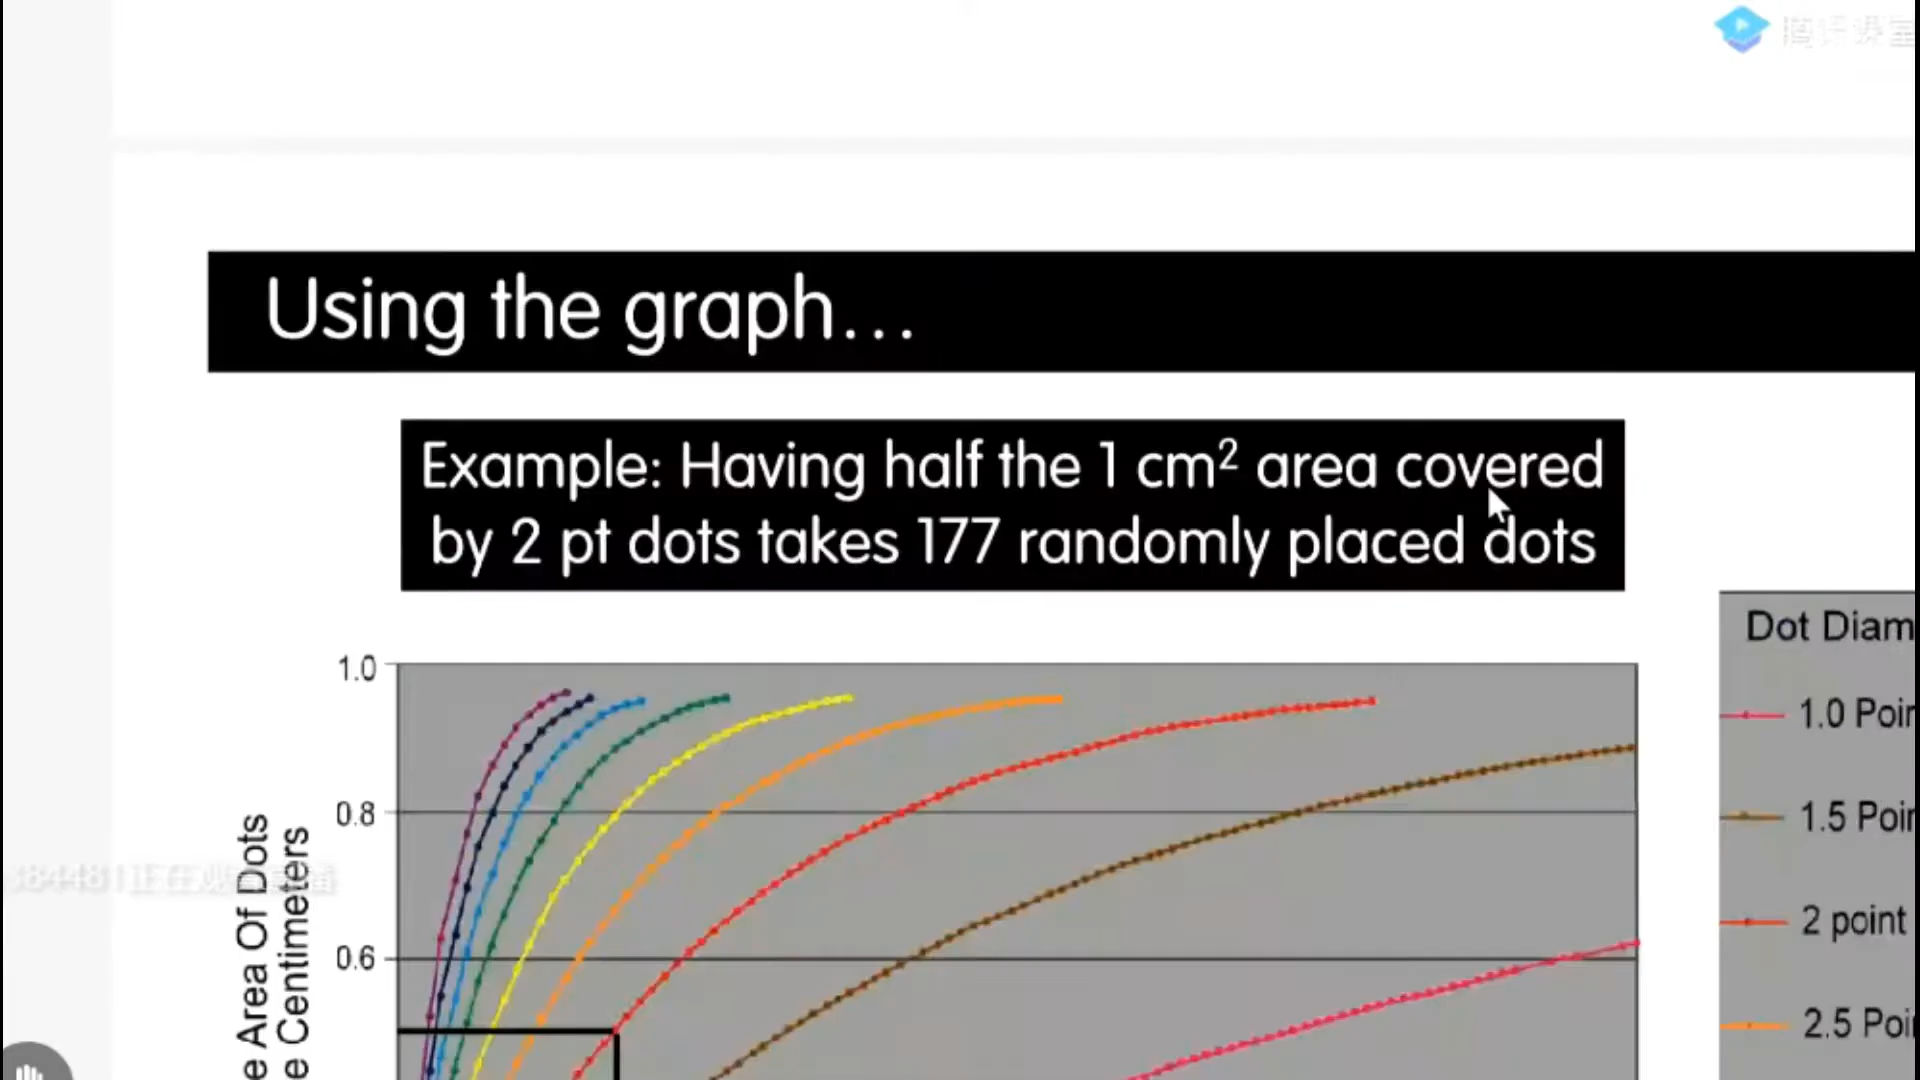 Using the graph...
Example: Having half the 1 cm² area covered
by 2 pt dots takes 177 randomly placed dots
Dot Diam
1.0
1.0 Poin
0.8
1.5 Poin
2 point
0.6
2.5 Poi
e Area Of Dots
e Centimeters